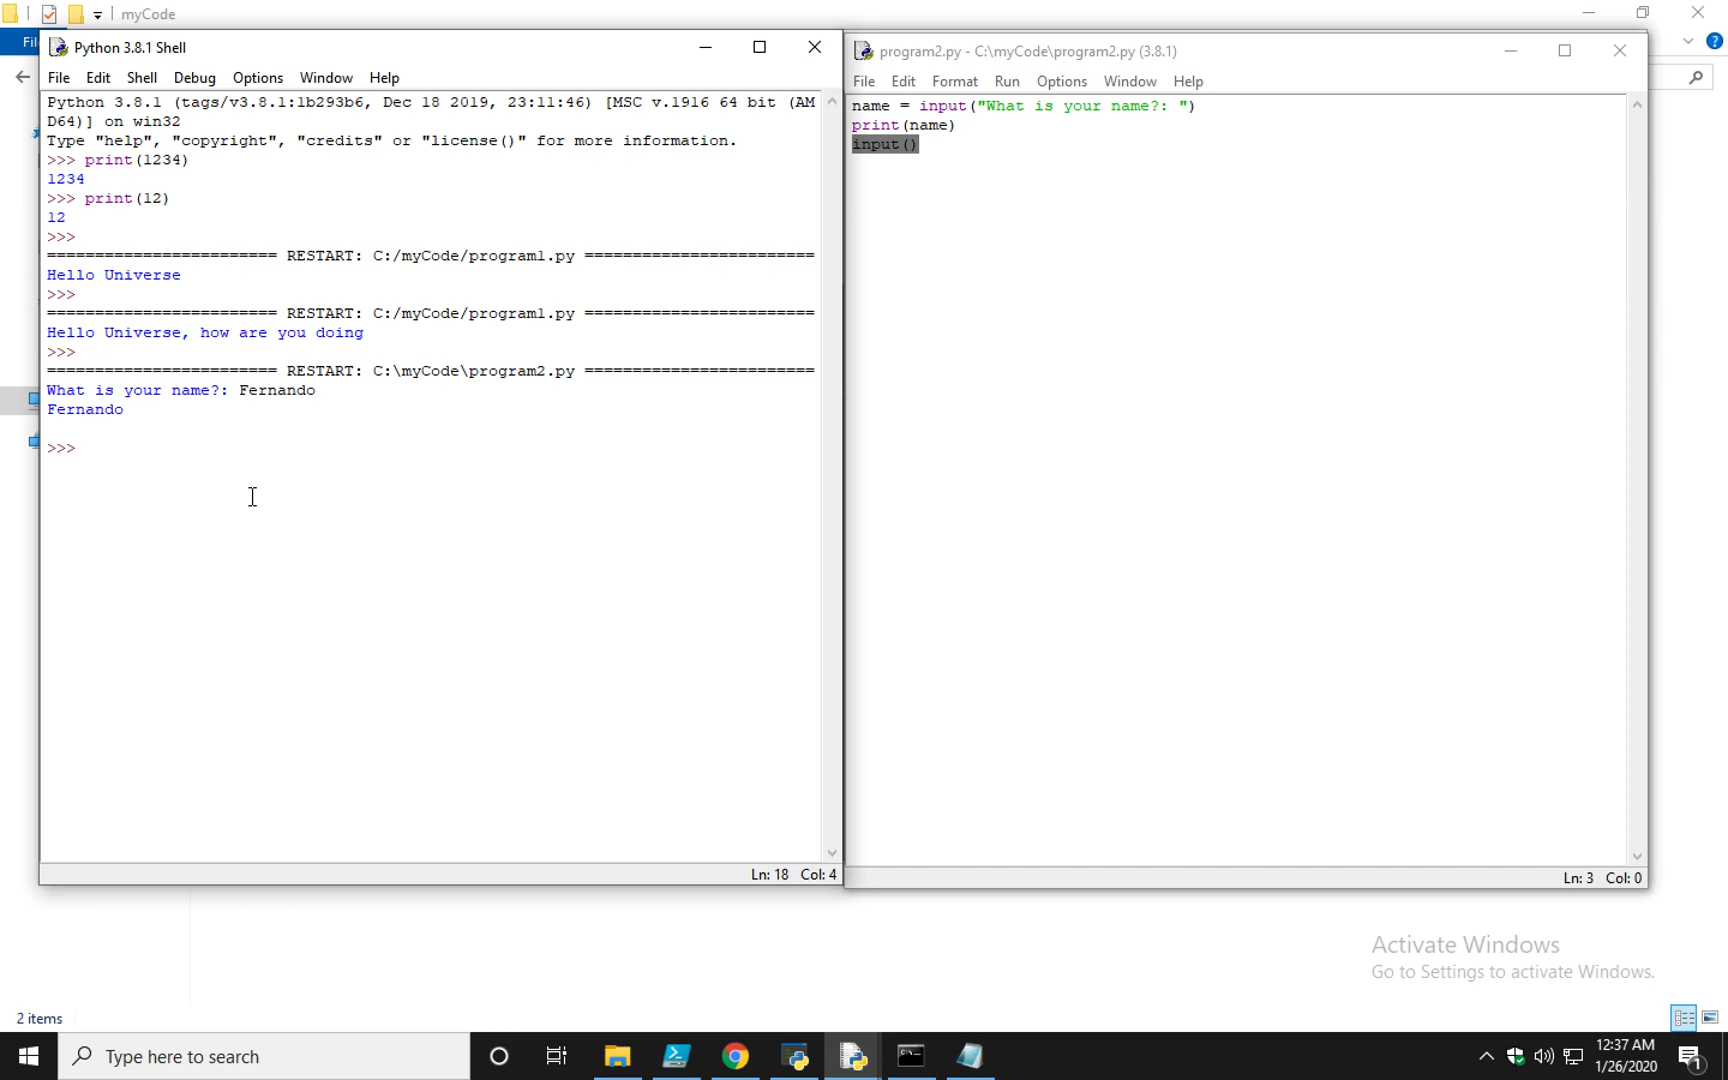 myCode
File
Python 3.8.1 Shell
File Edit Shell Debug Options Window Help
Python 3.8.1 (tags/v3.8.1:1b293b6, Dec 18 2019, 23:11:46) [MSC v.1916 64 bit (AM
D64)] on win32
Type "help", "copyright", "credits" or "license()" for more information.
>>> print(1234)
1234
>>> print(12)
12
>>>
======================== RESTART: C:/myCode/program1.py ========================
Hello Universe
>>>
======================== RESTART: C:/myCode/program1.py ========================
Hello Universe, how are you doing
>>>
======================== RESTART: C:\myCode\program2.py ========================
What is your name?: Fernando
Fernando
>>>
Ln: 18 Col: 4
program2.py - C:\myCode\program2.py (3.8.1)
File Edit Format Run Options Window Help
name = input("What is your name?: ")
print(name)
input()
Ln: 3 Col: 0
Activate Windows
Go to Settings to activate Windows.
2 items
Type here to search
12:37 AM
1/26/2020
1